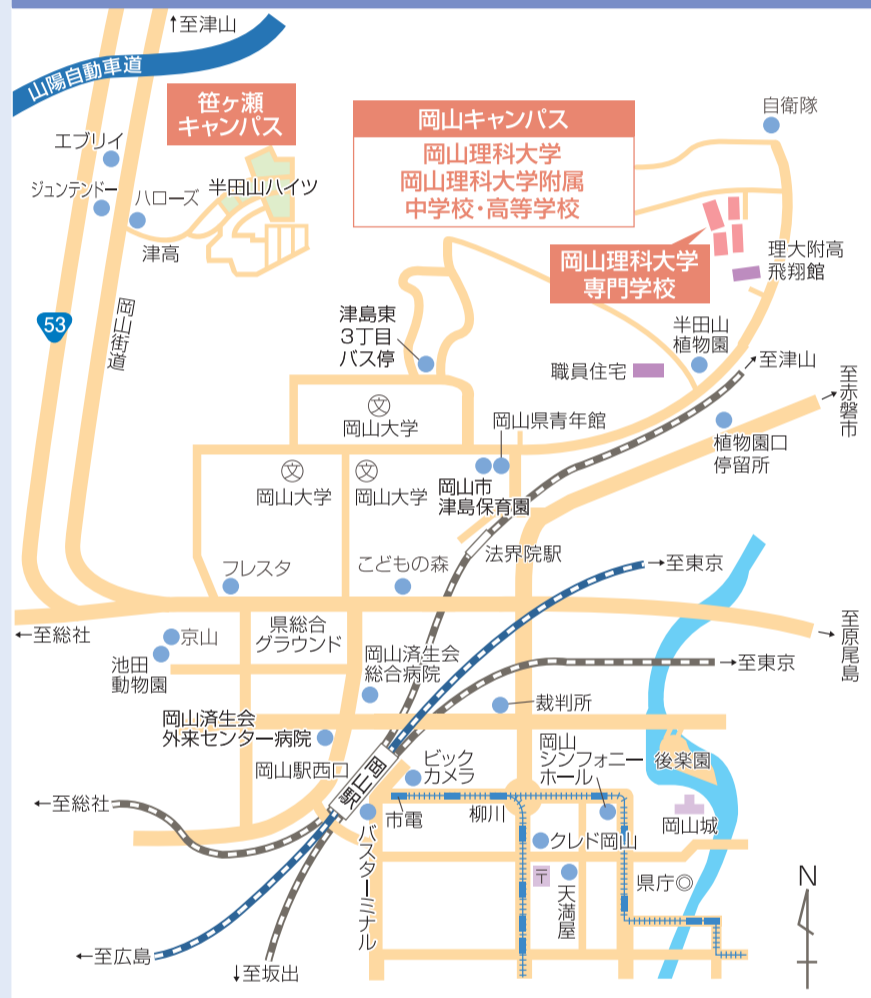 ↑至津山
山陽自動車道
笹ヶ瀬
キャンパス
岡山キャンパス
岡山理科大学
岡山理科大学附属
中学校・高等学校
自衛隊
エブリイ
ジュンテンドー
ハローズ
半田山ハイツ
津高
岡山理科大学
専門学校
理大附高
飛翔館
53
岡山街道
津島東
3丁目
バス停
半田山
植物園
職員住宅
→至津山
→至赤磐市
文
岡山大学
岡山県青年館
植物園口
停留所
文
岡山大学
文
岡山大学
岡山市
津島保育園
法界院駅
フレスタ
こどもの森
→至東京
←至総社
京山
池田
動物園
県総合
グラウンド
岡山済生会
総合病院
→至原尾島
→至東京
岡山済生会
外来センター病院
裁判所
岡山駅西口
岡山駅
ビック
カメラ
岡山
シンフォニー
ホール
後楽園
←至総社
市電
柳川
岡山城
バスターミナル
クレド岡山
〒
天満屋
県庁◎
N
←至広島
↓至坂出